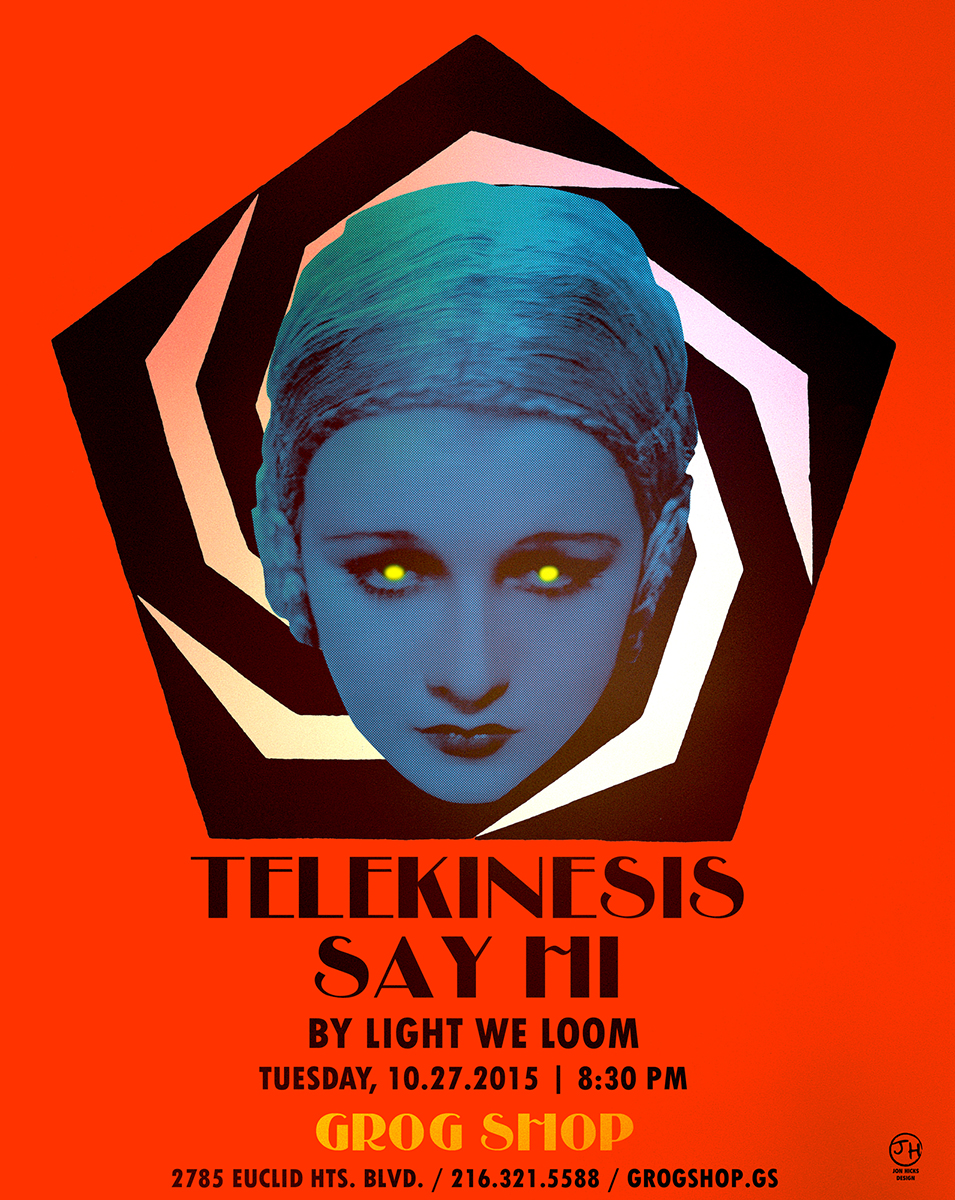 TELEKINESIS
SAY HI
BY LIGHT WE LOOM
TUESDAY, 10.27.2015 | 8:30 PM
GROG SHOP
2785 EUCLID HTS. BLVD. / 216.321.5588 / GROGSHOP.GS
JH
JON HICKS
DESIGN